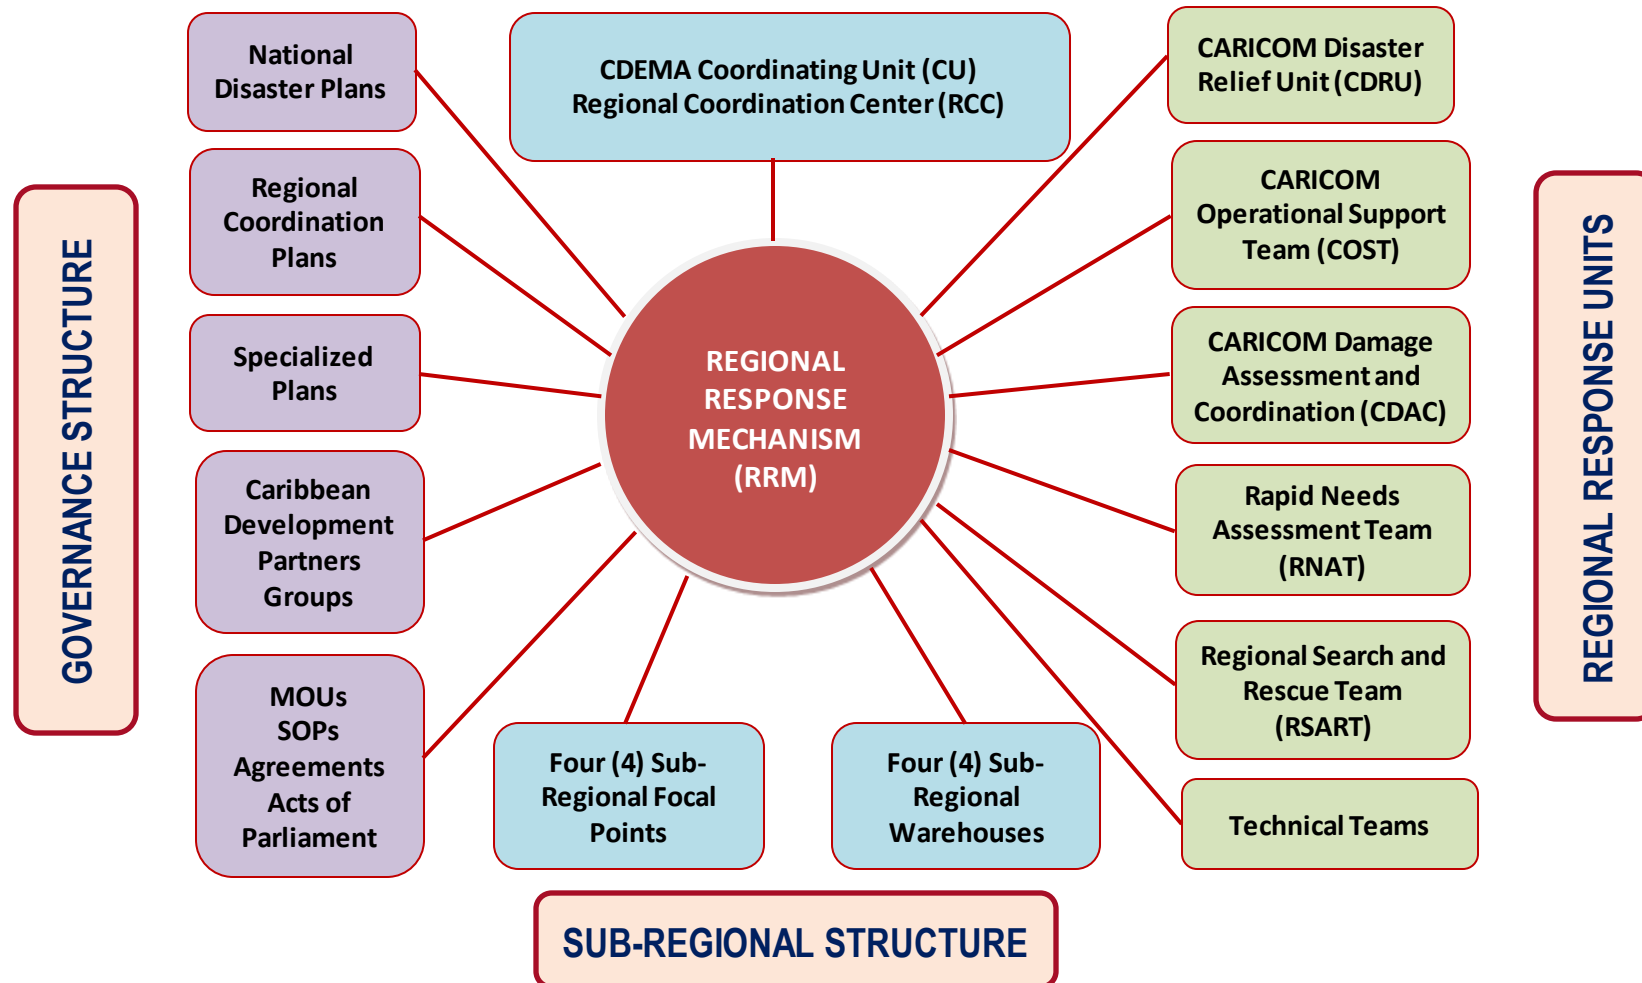 National
Disaster Plans
CDEMA Coordinating Unit (CU)
Regional Coordination Center (RCC)
CARICOM Disaster
Relief Unit (CDRU)
Regional
Coordination
Plans
CARICOM
Operational Support
Team (COST)
GOVERNANCE STRUCTURE
Specialized
Plans
REGIONAL
RESPONSE
MECHANISM
(RRM)
CARICOM Damage
Assessment and
Coordination (CDAC)
REGIONAL RESPONSE UNITS
Caribbean
Development
Partners
Groups
Rapid Needs
Assessment Team
(RNAT)
Regional Search and
Rescue Team
(RSART)
MOUs
SOPs
Agreements
Acts of
Parliament
Four (4) Sub-
Regional Focal
Points
Four (4) Sub-
Regional
Warehouses
Technical Teams
SUB-REGIONAL STRUCTURE